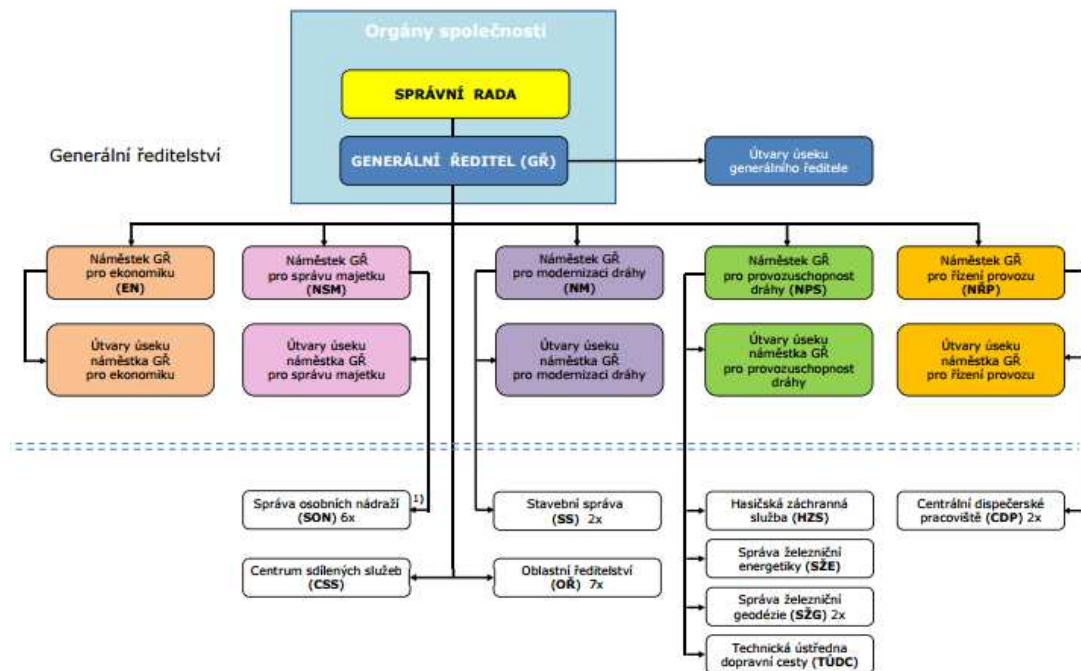 Orgány společnosti
SPRÁVNÍ RADA
Generální ředitelství
GENERÁLNÍ ŘEDITEL (GŘ)
Útvary úseku
generálního ředitele
Náměstek GŘ
pro ekonomiku
(EN)
Náměstek GŘ
pro správu majetku
(NSM)
Náměstek GŘ
pro modernizaci dráhy
(NM)
Náměstek GŘ
pro provozuschopnost
dráhy (NPS)
Náměstek GŘ
pro řízení provozu
(NŘP)
Útvary úseku
náměstka GŘ
pro ekonomiku
Útvary úseku
náměstka GŘ
pro správu majetku
Útvary úseku
náměstka GŘ
pro modernizaci dráhy
Útvary úseku
náměstka GŘ
pro provozuschopnost
dráhy
Útvary úseku
náměstka GŘ
pro řízení provozu
Správa osobních nádraží
(SON) 6x
1)
Stavební správa
(SS) 2x
Hasičská záchranná
služba (HZS)
Centrální dispečerské
pracoviště (CDP) 2x
Správa železniční
energetiky (SŽE)
Centrum sdílených služeb
(CSS)
Oblastní ředitelství
(OŘ) 7x
Správa železniční
geodézie (SŽG) 2x
Technická ústředna
dopravní cesty (TÚDC)